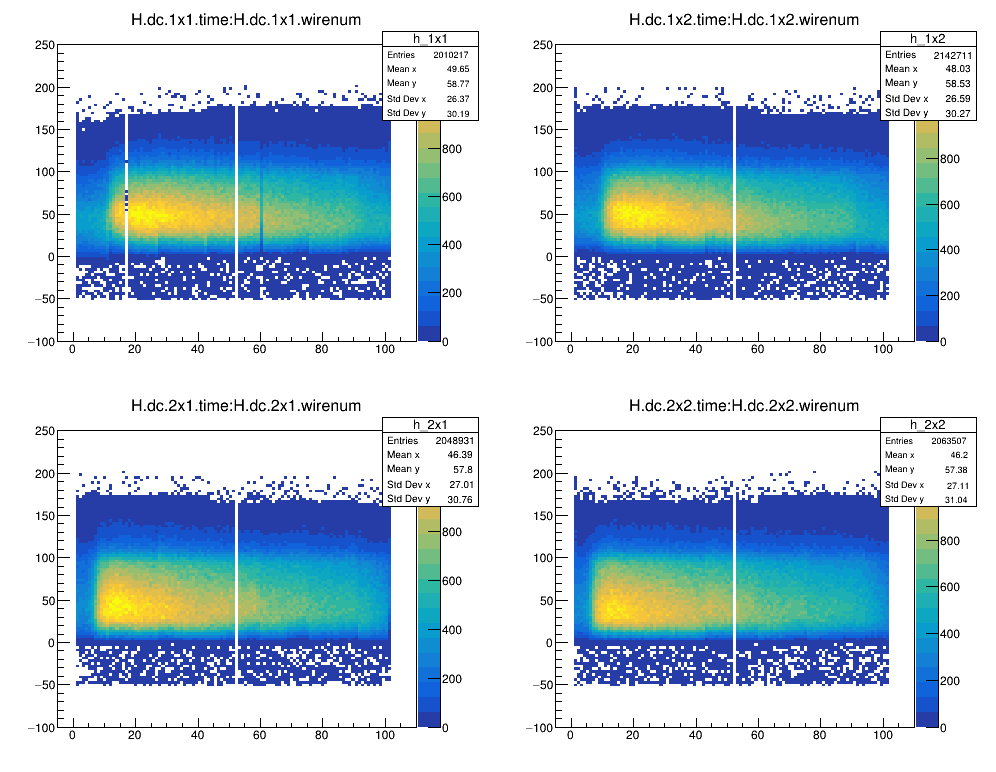 H.dc.1x1.time:H.dc.1x1.wirenum
h_1x1
Entries 2010217
Mean x 49.65
Mean y 58.77
Std Dev x 26.37
Std Dev y 30.19
250
200
150
100
50
0
−50
−100
0 20 40 60 80 100
800
600
400
200
0
H.dc.1x2.time:H.dc.1x2.wirenum
h_1x2
Entries 2142711
Mean x 48.03
Mean y 58.53
Std Dev x 26.59
Std Dev y 30.27
250
200
150
100
50
0
−50
−100
0 20 40 60 80 100
800
600
400
200
0
H.dc.2x1.time:H.dc.2x1.wirenum
h_2x1
Entries 2048931
Mean x 46.39
Mean y 57.8
Std Dev x 27.01
Std Dev y 30.76
250
200
150
100
50
0
−50
−100
0 20 40 60 80 100
800
600
400
200
0
H.dc.2x2.time:H.dc.2x2.wirenum
h_2x2
Entries 2063507
Mean x 46.2
Mean y 57.38
Std Dev x 27.11
Std Dev y 31.04
250
200
150
100
50
0
−50
−100
0 20 40 60 80 100
800
600
400
200
0